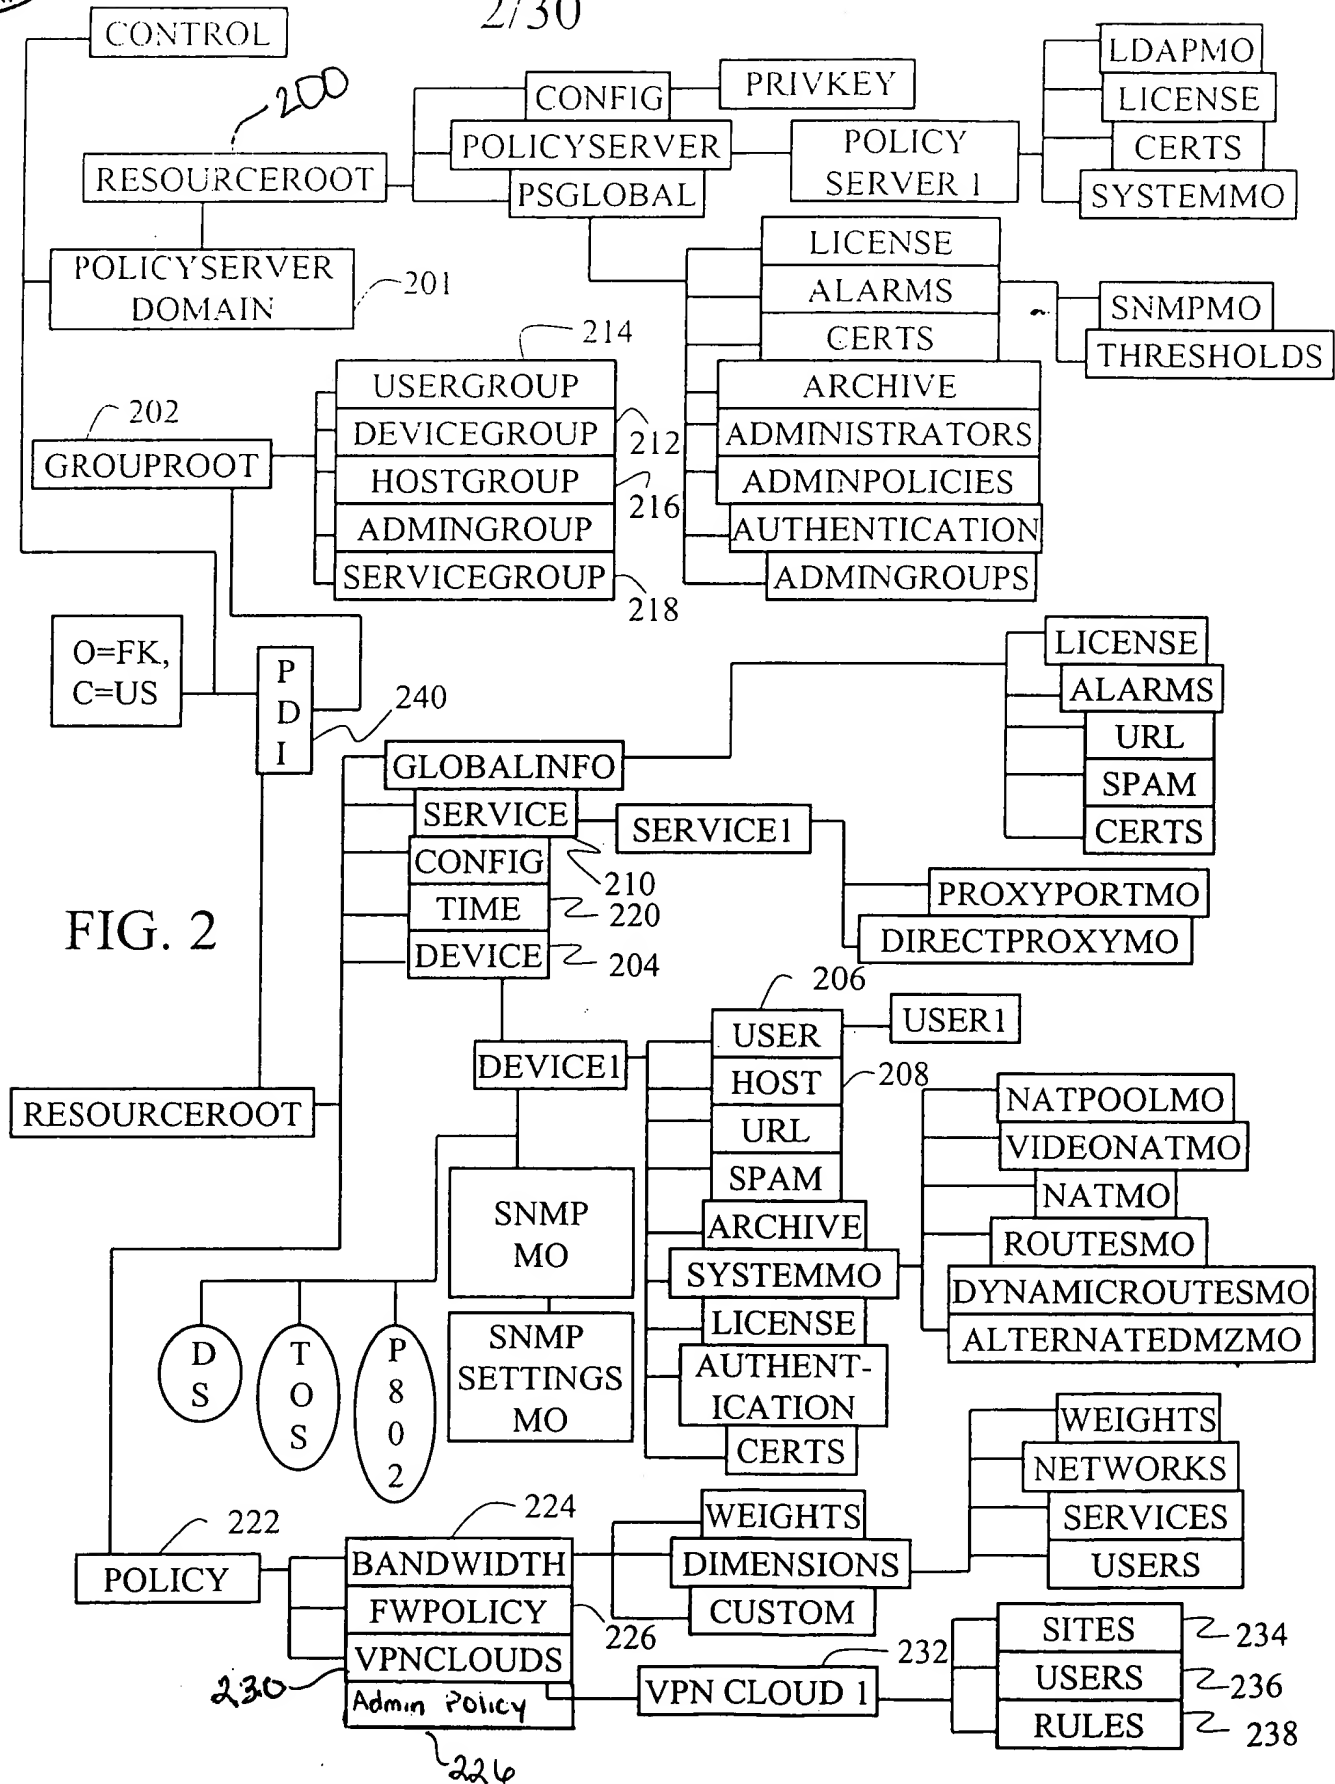 2/30
CONTROL
200
CONFIG
PRIVKEY
LDAPMO
LICENSE
CERTS
SYSTEMMO
POLICYSERVER
POLICY
SERVER 1
RESOURCEROOT
PSGLOBAL
POLICYSERVER
DOMAIN
201
LICENSE
ALARMS
CERTS
ARCHIVE
ADMINISTRATORS
ADMINPOLICIES
AUTHENTICATION
ADMINGROUPS
SNMPMO
THRESHOLDS
214
USERGROUP
DEVICEGROUP
HOSTGROUP
ADMINGROUP
SERVICEGROUP
212
216
218
202
GROUPROOT
O=FK,
C=US
P
D
I
240
LICENSE
ALARMS
URL
SPAM
CERTS
GLOBALINFO
SERVICE
CONFIG
TIME
DEVICE
SERVICE1
210
220
204
PROXYPORTMO
DIRECTPROXYMO
FIG. 2
206
USER
HOST
URL
SPAM
ARCHIVE
SYSTEMMO
LICENSE
AUTHENT-
ICATION
CERTS
USER1
208
DEVICE1
RESOURCEROOT
NATPOOLMO
VIDEONATMO
NATMO
ROUTESMO
DYNAMICROUTESMO
ALTERNATEDMZMO
SNMP
MO
SNMP
SETTINGS
MO
D
S
T
O
S
P
8
0
2
WEIGHTS
NETWORKS
SERVICES
USERS
222
POLICY
224
BANDWIDTH
FWPOLICY
VPNCLOUDS
Admin Policy
226
230
226
WEIGHTS
DIMENSIONS
CUSTOM
232
VPN CLOUD 1
SITES
USERS
RULES
234
236
238